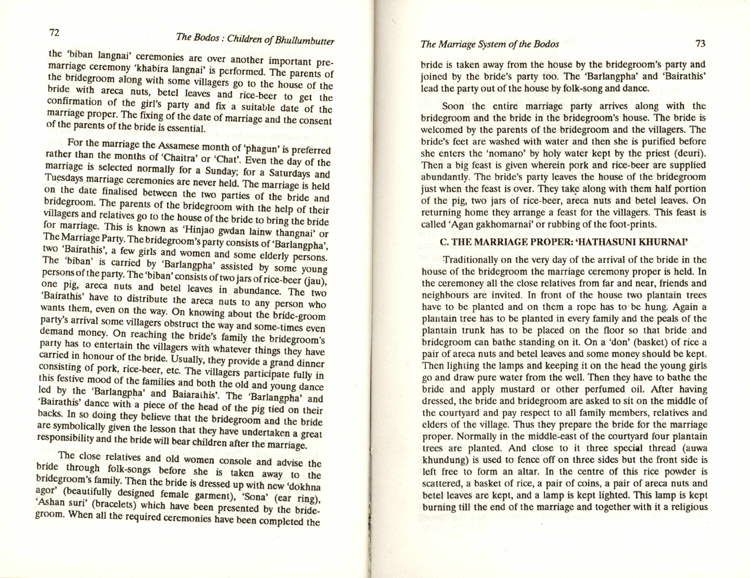 72
The Bodos : Children of Bhullumbutter
the 'biban langnai' ceremonies are over another important pre-
marriage ceremony 'khabira langnai' is performed. The parents of
the bridegroom along with some villagers go to the house of the
bride with areca nuts, betel leaves and rice-beer to get the
confirmation of the girl's party and fix a suitable date of the
marriage proper. The fixing of the date of marriage and the consent
of the parents of the bride is essential.
For the marriage the Assamese month of 'phagun' is preferred
rather than the months of 'Chaitra' or 'Chat'. Even the day of the
marriage is selected normally for a Sunday; for a Saturdays and
Tuesdays marriage ceremonies are never held. The marriage is held
on the date finalised between the two parties of the bride and
bridegroom. The parents of the bridegroom with the help of their
villagers and relatives go to the house of the bride to bring the bride
for marriage. This is known as 'Hinjao gwdan lainw thangnai' or
The Marriage Party. The bridegroom's party consists of 'Barlangpha',
two 'Bairathis', a few girls and women and some elderly persons.
The 'biban' is carried by 'Barlangpha' assisted by some young
persons of the party. The 'biban' consists of two jars of rice-beer (jau),
one pig, areca nuts and betel leaves in abundance. The two
'Bairathis' have to distribute the areca nuts to any person who
wants them, even on the way. On knowing about the bride-groom
party's arrival some villagers obstruct the way and some-times even
demand money. On reaching the bride's family the bridegroom's
party has to entertain the villagers with whatever things they have
carried in honour of the bride. Usually, they provide a grand dinner
consisting of pork, rice-beer, etc. The villagers participate fully in
this festive mood of the families and both the old and young dance
led by the 'Barlangpha and Baiarathis'. The 'Barlangpha' and
'Bairathis' dance with a piece of the head of the pig tied on their
backs. In so doing they believe that the bridegroom and the bride
are symbolically given the lesson that they have undertaken a great
responsibility and the bride will bear children after the marriage.
The close relatives and old women console and advise the
bride through folk-songs before she is taken away to the
bridegroom's family. Then the bride is dressed up with new 'dokhna
agor' (beautifully designed female garment), 'Sona' (ear ring),
'Ashan suri' (bracelets) which have been presented by the bride-
groom. When all the required ceremonies have been completed the
The Marriage System of the Bodos
73
bride is taken away from the house by the bridegroom's party and
joined by the bride's party too. The 'Barlangpha' and 'Bairathis'
lead the party out of the house by folk-song and dance.
Soon the entire marriage party arrives along with the
bridegroom and the bride in the bridegroom's house. The bride is
welcomed by the parents of the bridegroom and the villagers. The
bride's feet are washed with water and then she is purified before
she enters the 'nomano' by holy water kept by the priest (deuri).
Then a big feast is given wherein pork and rice-beer are supplied
abundantly. The bride's party leaves the house of the bridegroom
just when the feast is over. They take along with them half portion
of the pig, two jars of rice-beer, areca nuts and betel leaves. On
returning home they arrange a feast for the villagers. This feast is
called 'Agan gakhomarnai' or rubbing of the foot-prints.
C. THE MARRIAGE PROPER: 'HATHASUNI KHURNAI'
Traditionally on the very day of the arrival of the bride in the
house of the bridegroom the marriage ceremony proper is held. In
the ceremoney all the close relatives from far and near, friends and
neighbours are invited. In front of the house two plantain trees
have to be planted and on them a rope has to be hung. Again a
plaintain tree has to be planted in every family and the peals of the
plantain trunk has to be placed on the floor so that bride and
bridegroom can bathe standing on it. On a 'don' (basket) of rice a
pair of areca nuts and betel leaves and some money should be kept.
Then lighting the lamps and keeping it on the head the young girls
go and draw pure water from the well. Then they have to bathe the
bride and apply mustard or other perfumed oil. After having
dressed, the bride and bridegroom are asked to sit on the middle of
the courtyard and pay respect to all family members, relatives and
elders of the village. Thus they prepare the bride for the marriage
proper. Normally in the middle-east of the courtyard four plantain
trees are planted. And close to it three special thread (auwa
khundung) is used to fence off on three sides but the front side is
left free to form an altar. In the centre of this rice powder is
scattered, a basket of rice, a pair of coins, a pair of areca nuts and
betel leaves are kept, and a lamp is kept lighted. This lamp is kept
burning till the end of the marriage and together with it a religious